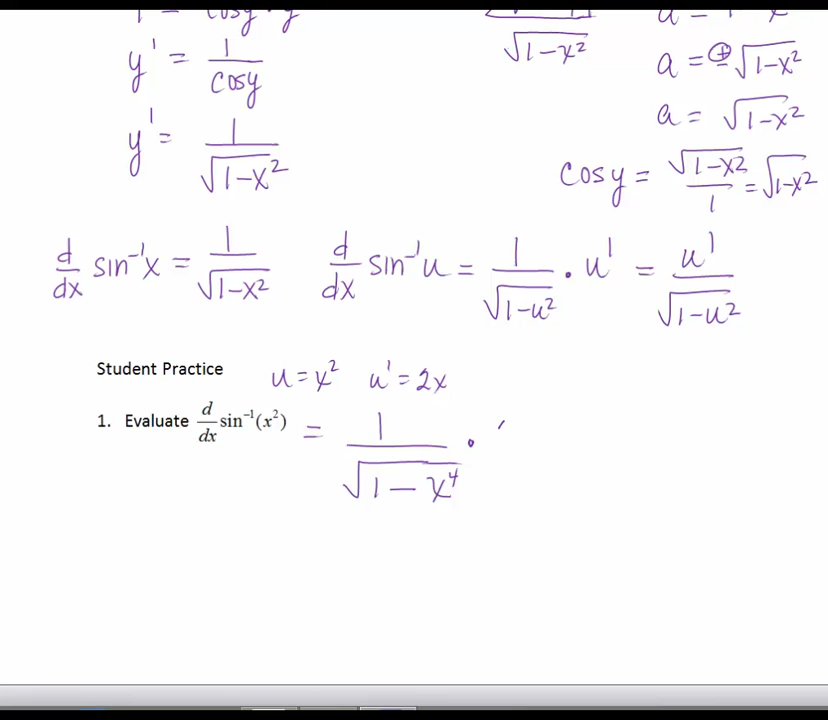 y' = 1/cosy
√1-x²
a = ±√1-x²
y' = 1/√1-x²
a = √1-x²
cosy = √1-x²/1 = √1-x²
d/dx sin⁻¹x = 1/√1-x²   d/dx sin⁻¹u = 1/√1-u² · u' = u'/√1-u²
Student Practice   u = x²   u' = 2x
1. Evaluate d/dx sin⁻¹(x²) = 1/√1-x⁴ ·